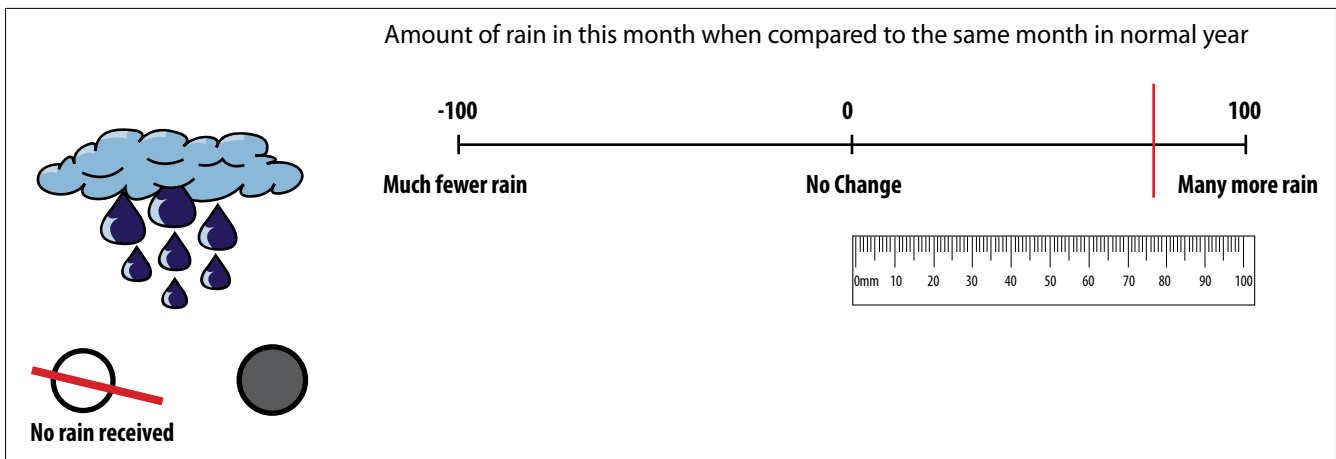 Amount of rain in this month when compared to the same month in normal year
-100 0 100
Much fewer rain No Change Many more rain
0mm 10 20 30 40 50 60 70 80 90 100
No rain received